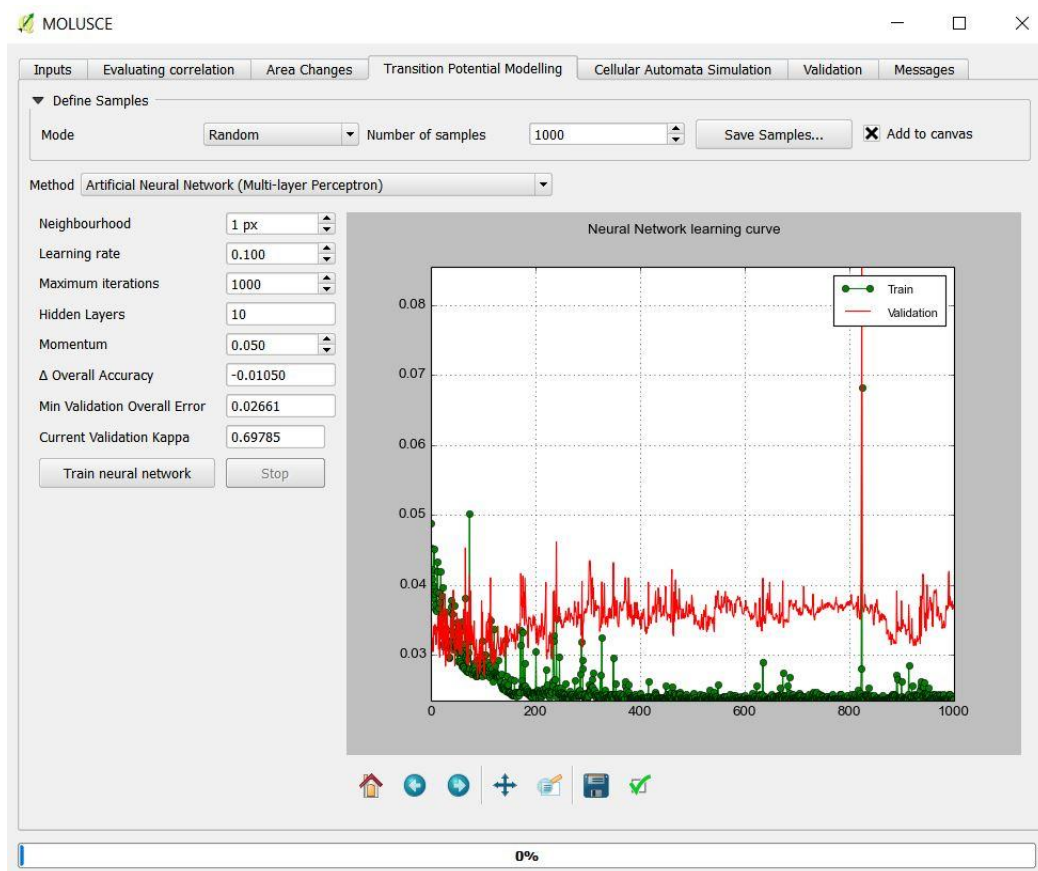 MOLUSCE
Inputs Evaluating correlation Area Changes Transition Potential Modelling Cellular Automata Simulation Validation Messages
Define Samples
Mode Random Number of samples 1000 Save Samples... Add to canvas
Method Artificial Neural Network (Multi-layer Perceptron)
Neighbourhood 1 px
Learning rate 0.100
Maximum iterations 1000
Hidden Layers 10
Momentum 0.050
Δ Overall Accuracy -0.01050
Min Validation Overall Error 0.02661
Current Validation Kappa 0.69785
Train neural network Stop
Neural Network learning curve
Train
Validation
0.08
0.07
0.06
0.05
0.04
0.03
0 200 400 600 800 1000
0%